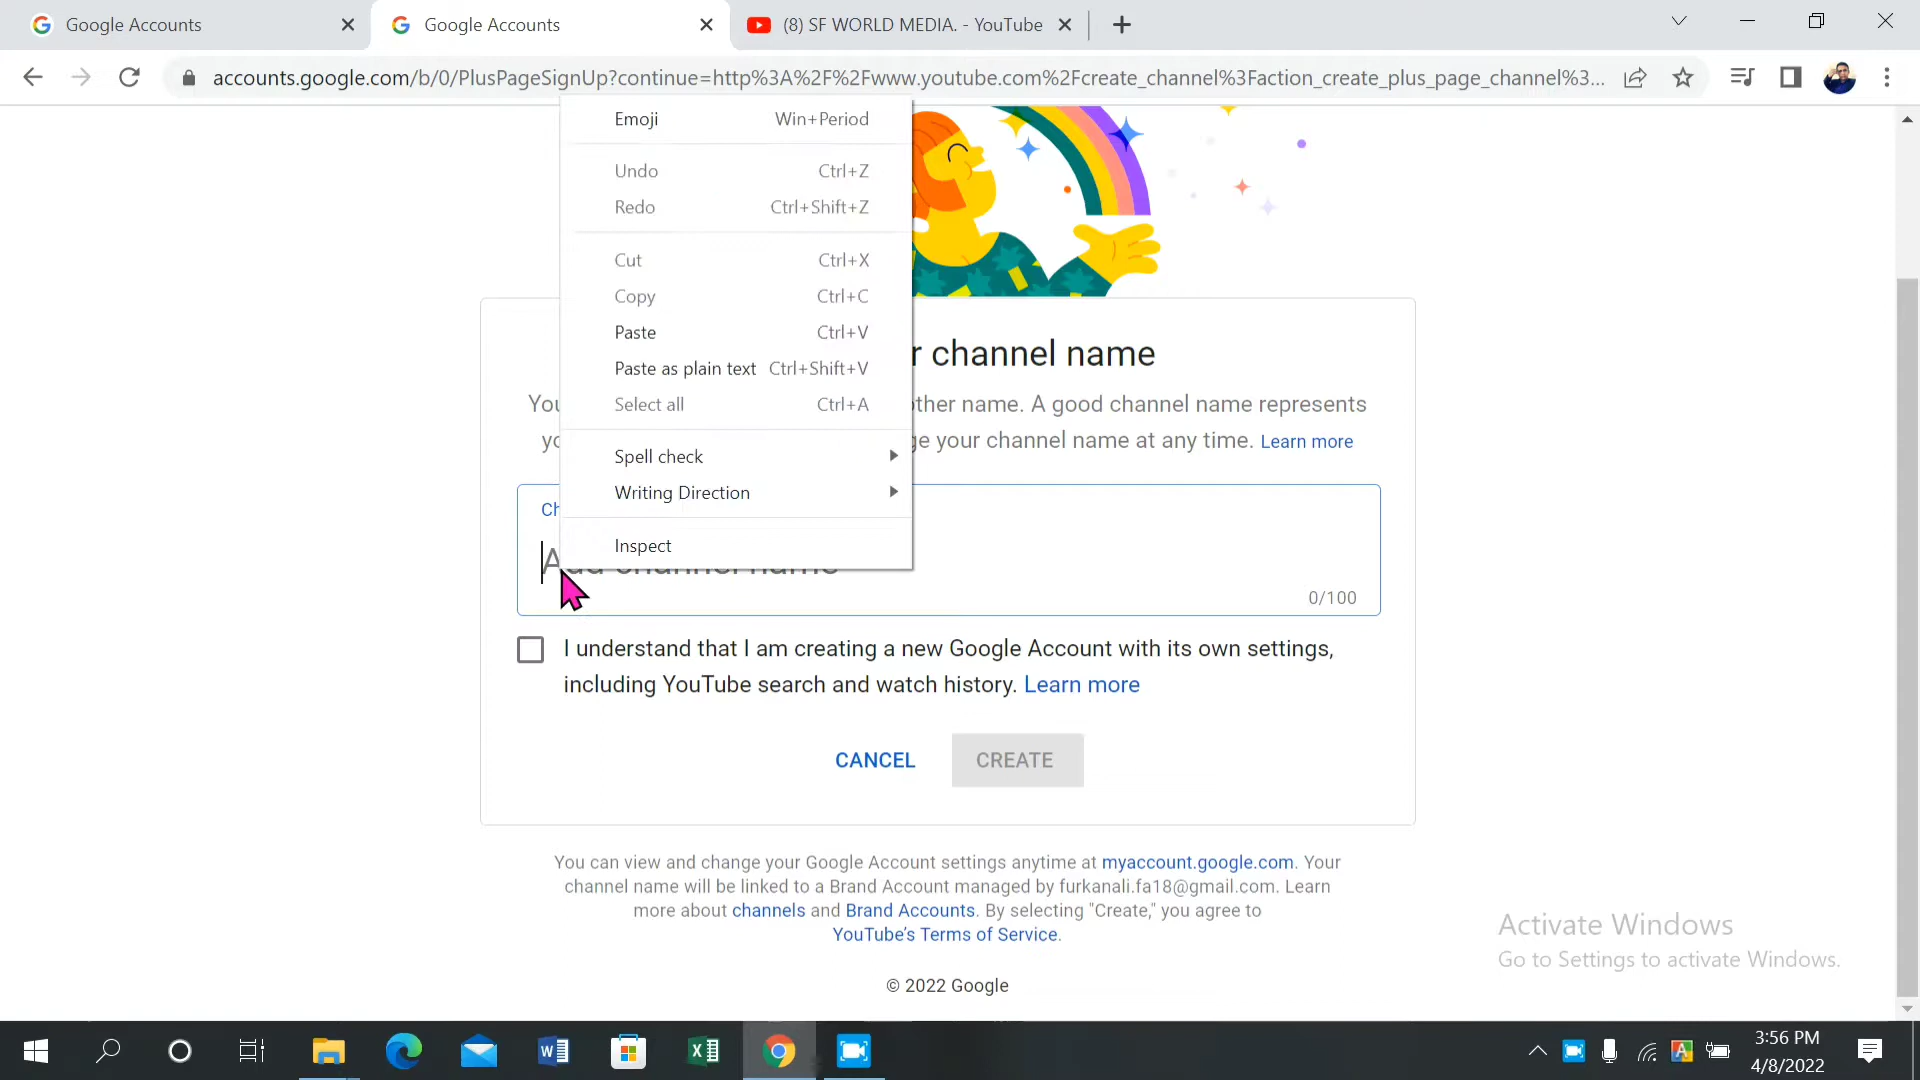 Google Accounts
Google Accounts
(8) SF WORLD MEDIA. - YouTube
accounts.google.com/b/0/PlusPageSignUp?continue=http%3A%2F%2Fwww.youtube.com%2Fcreate_channel%3Faction_create_plus_page_channel%3...
Emoji Win+Period
Undo Ctrl+Z
Redo Ctrl+Shift+Z
Cut Ctrl+X
Copy Ctrl+C
Paste Ctrl+V
Paste as plain text Ctrl+Shift+V
Select all Ctrl+A
Spell check
Writing Direction
Inspect
r channel name
other name. A good channel name represents
your channel name at any time. Learn more
Add channel name
0/100
I understand that I am creating a new Google Account with its own settings,
including YouTube search and watch history. Learn more
CANCEL CREATE
You can view and change your Google Account settings anytime at myaccount.google.com. Your
channel name will be linked to a Brand Account managed by furkanali.fa18@gmail.com. Learn
more about channels and Brand Accounts. By selecting "Create," you agree to
YouTube's Terms of Service.
© 2022 Google
Activate Windows
Go to Settings to activate Windows.
3:56 PM
4/8/2022